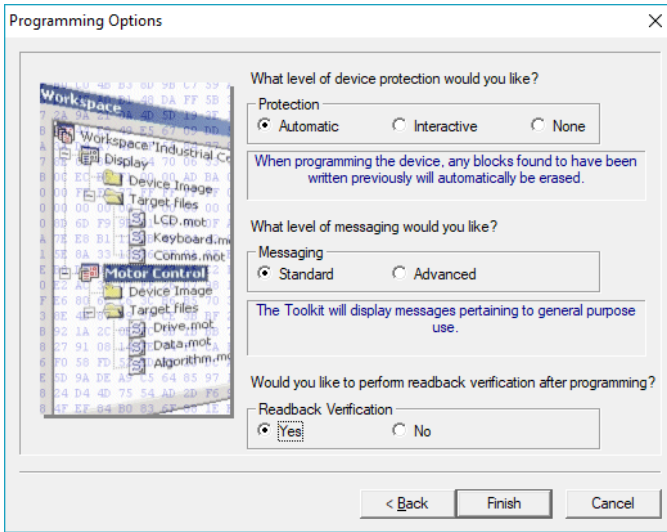 Programming Options
What level of device protection would you like?
Protection
Automatic
Interactive
None
When programming the device, any blocks found to have been
written previously will automatically be erased.
What level of messaging would you like?
Messaging
Standard
Advanced
The Toolkit will display messages pertaining to general purpose
use.
Would you like to perform readback verification after programming?
Readback Verification
Yes
No
< Back
Finish
Cancel
Workspace
Workspace 'Industrial Co
Display
Device Image
Target files
LCD.mot
Keyboard.mo
Comms.mot
Motor Control
Device Image
Target files
Drive.mot
Data.mot
Algorithm.mo